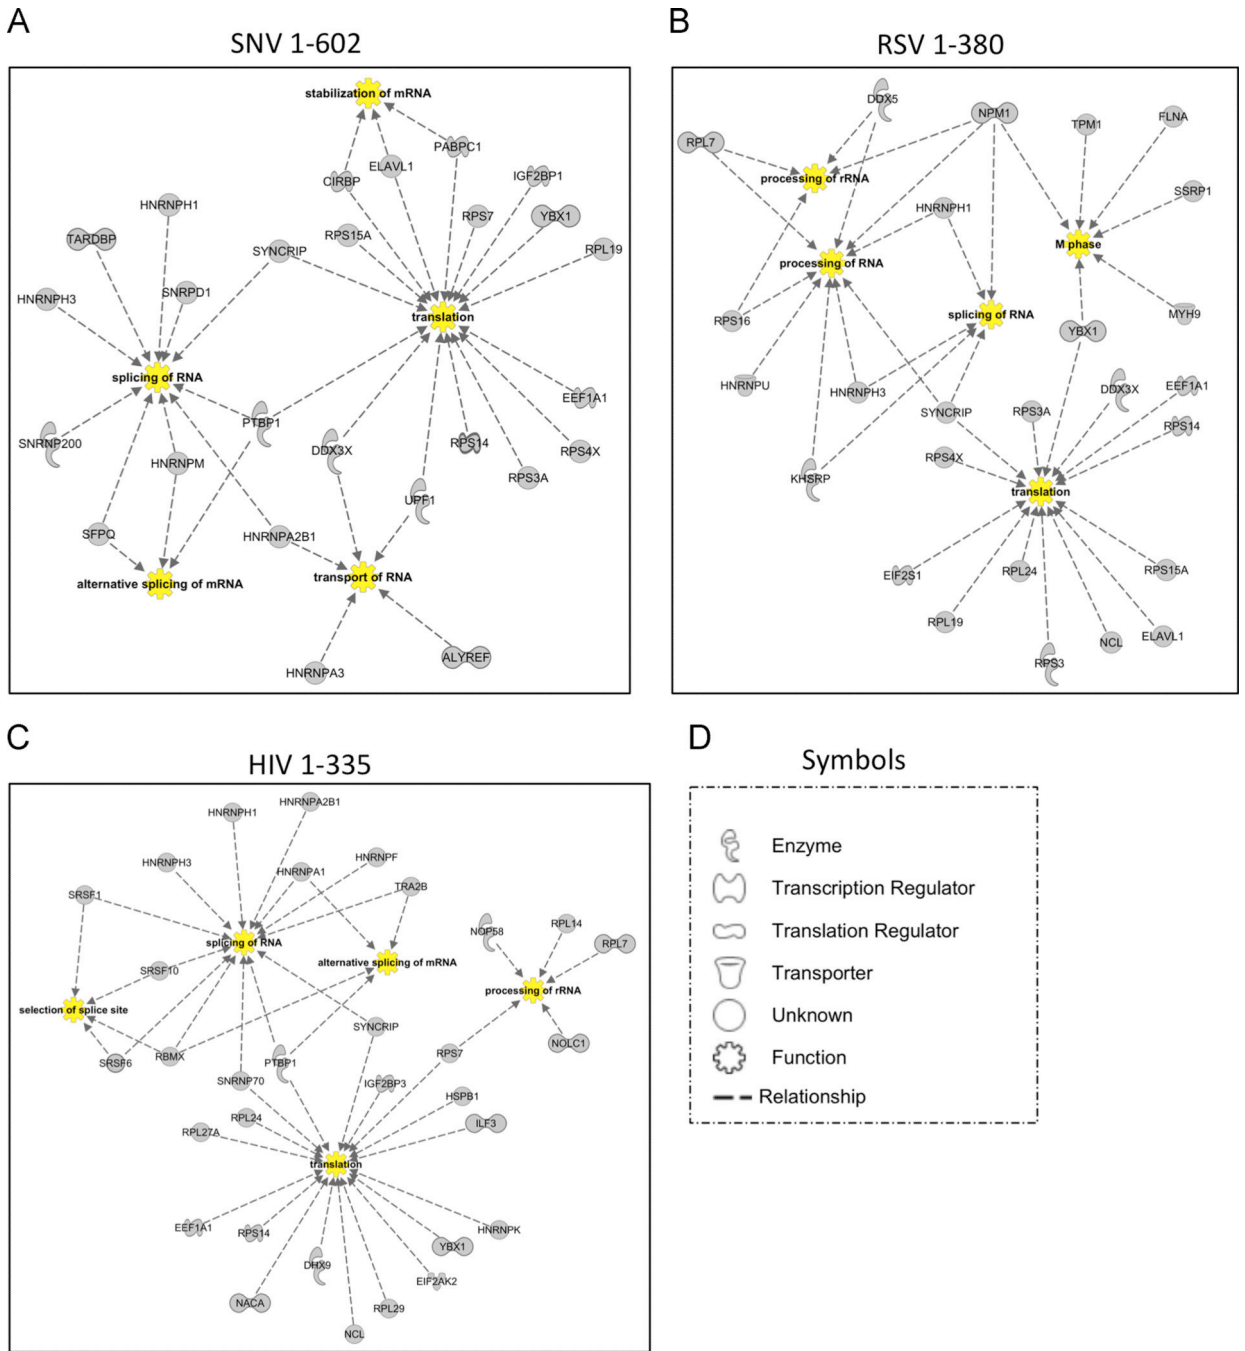 A
SNV 1-602
stabilization of mRNA
PABPC1
ELAVL1
CIRBP
IGF2BP1
HNRNPH1
RPS7
YBX1
TARDBP
RPS15A
SYNCRIP
RPL19
SNRPD1
HNRNPH3
translation
splicing of RNA
EEF1A1
PTBP1
SNRNP200
DDX3X
RPS14
RPS4X
HNRNPM
RPS3A
UPF1
SFPQ
HNRNPA2B1
alternative splicing of mRNA
transport of RNA
ALYREF
HNRNPA3
B
RSV 1-380
DDX5
NPM1
FLNA
TPM1
RPL7
processing of rRNA
SSRP1
HNRNPH1
M phase
processing of RNA
splicing of RNA
MYH9
RPS16
YBX1
HNRNPU
HNRNPH3
DDX3X
EEF1A1
SYNCRIP
RPS3A
RPS14
RPS4X
KHSRP
translation
EIF2S1
RPL24
RPS15A
RPL19
NCL
ELAVL1
RPS3
C
HIV 1-335
HNRNPA2B1
HNRNPH1
HNRNPF
HNRNPH3
HNRNPA1
TRA2B
SRSF1
RPL14
NOP58
RPL7
splicing of RNA
alternative splicing of mRNA
SRSF10
processing of rRNA
selection of splice site
SYNCRIP
NOLC1
RPS7
RBMX
SRSF6
PTBP1
SNRNP70
IGF2BP3
HSPB1
RPL24
ILF3
RPL27A
translation
EEF1A1
RPS14
HNRNPK
YBX1
DHX9
EIF2AK2
NACA
RPL29
NCL
D
Symbols
Enzyme
Transcription Regulator
Translation Regulator
Transporter
Unknown
Function
Relationship